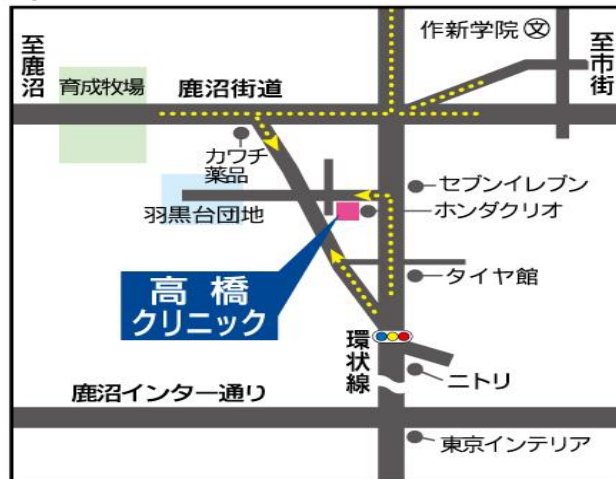 作新学院 文
至鹿沼
至市街
育成牧場
鹿沼街道
カワチ
薬品
セブンイレブン
羽黒台団地
ホンダクリオ
高橋
クリニック
タイヤ館
環状線
ニトリ
鹿沼インター通り
東京インテリア